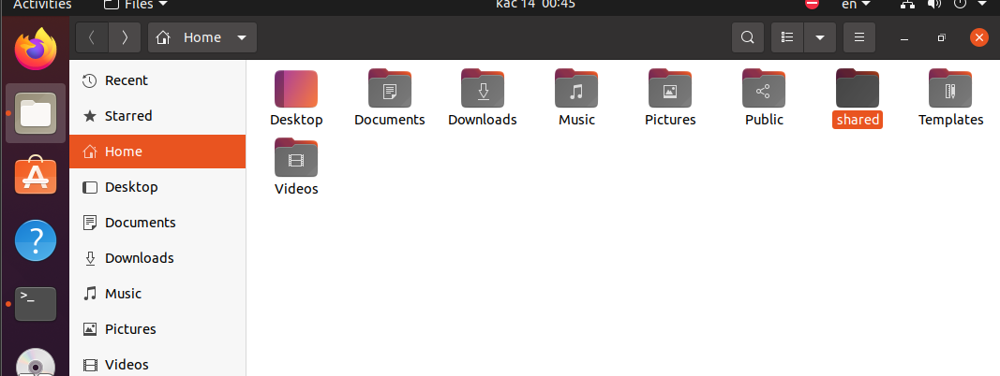 Activities Files kac 14 00:45 en
Home
Recent
Starred
Home
Desktop
Documents
Downloads
Music
Pictures
Videos
Desktop Documents Downloads Music Pictures Public shared Templates
Videos
>_